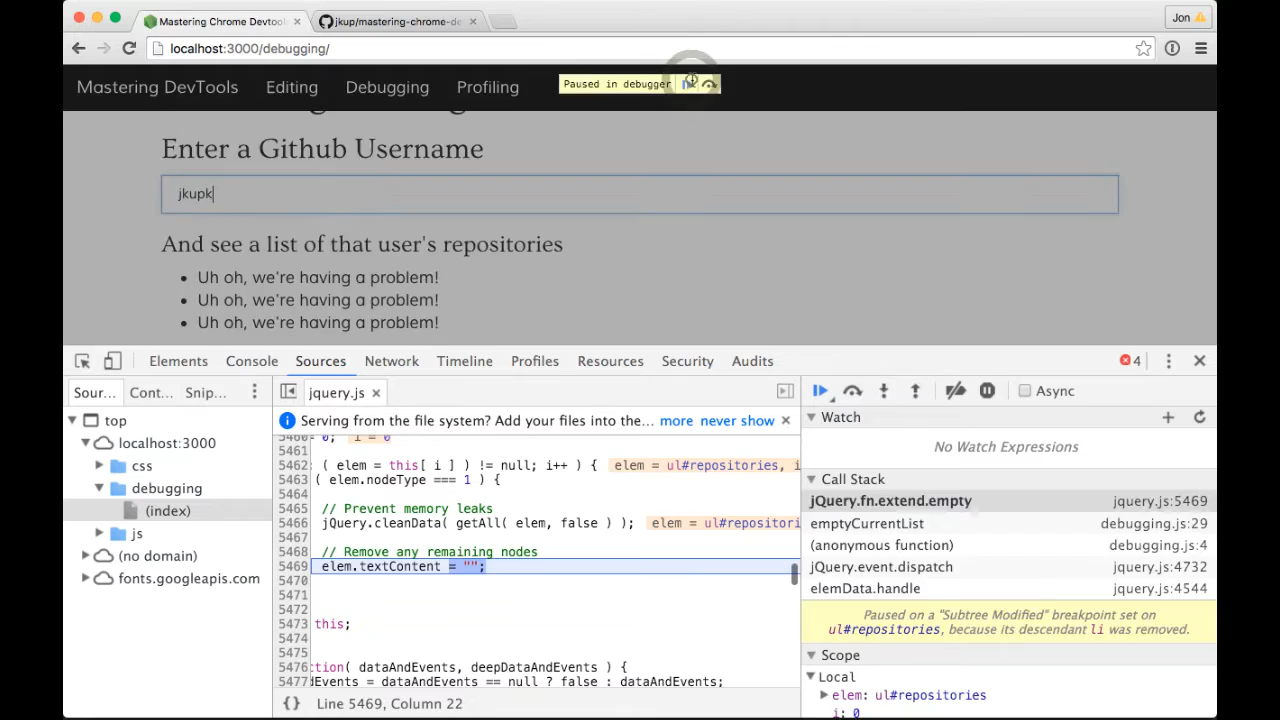 Mastering Chrome Devtools
jkup/mastering-chrome-de
Jon
localhost:3000/debugging/
Mastering DevTools Editing Debugging Profiling
Paused in debugger
Enter a Github Username
jkupk
And see a list of that user's repositories
• Uh oh, we're having a problem!
• Uh oh, we're having a problem!
• Uh oh, we're having a problem!
Elements Console Sources Network Timeline Profiles Resources Security Audits 4
Sour... Cont... Snip...
jquery.js
Async
top
localhost:3000
css
debugging
(index)
js
(no domain)
fonts.googleapis.com
Serving from the file system? Add your files into the... more never show
5460 = 0; i = 0
5461
5462 : ( elem = this[ i ] ) != null; i++ ) { elem = ul#repositories, i
5463 ( elem.nodeType === 1 ) {
5464
5465 // Prevent memory leaks
5466 jQuery.cleanData( getAll( elem, false ) ); elem = ul#repositori
5467
5468 // Remove any remaining nodes
5469 elem.textContent = "";
5470
5471
5472
5473 this;
5474
5475
5476 ction( dataAndEvents, deepDataAndEvents ) {
5477 dEvents = dataAndEvents == null ? false : dataAndEvents;
{} Line 5469, Column 22
Watch
No Watch Expressions
Call Stack
jQuery.fn.extend.empty jquery.js:5469
emptyCurrentList debugging.js:29
(anonymous function) debugging.js:4
jQuery.event.dispatch jquery.js:4732
elemData.handle jquery.js:4544
Paused on a "Subtree Modified" breakpoint set on
ul#repositories, because its descendant li was removed.
Scope
Local
elem: ul#repositories
i: 0